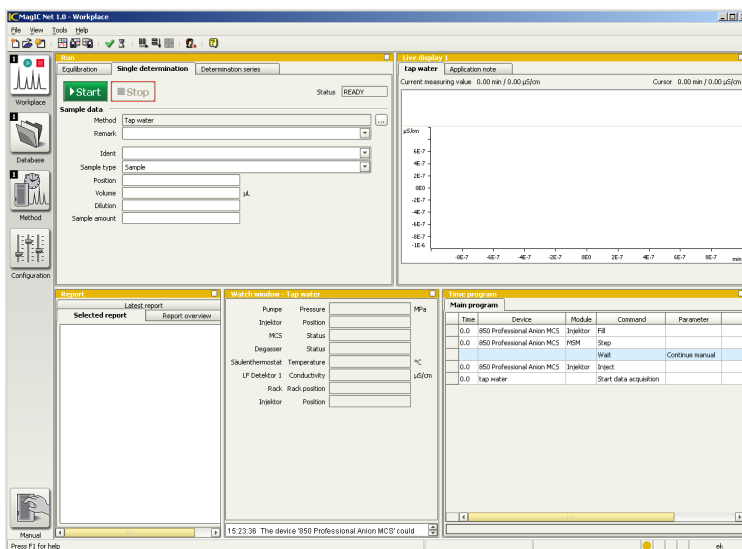 MagIC Net 1.0 - Workplace
File View Tools Help
1
Workplace
1
Database
1
Method
Configuration
Manual
Run
Equilibration Single determination Determination series
Start Stop Status READY
Sample data
Method Tap water ...
Remark
Ident
Sample type Sample
Position
Volume µL
Dilution
Sample amount
Live display 1
tap water Application note
Current measuring value 0.00 min / 0.00 µS/cm Cursor 0.00 min / 0.00 µS/cm
µS/cm
6E-7
4E-7
2E-7
0E0
-2E-7
-4E-7
-6E-7
-8E-7
-1E-6
-8E-7 -6E-7 -4E-7 -2E-7 0E0 2E-7 4E-7 6E-7 8E-7 min
Report
Latest report
Selected report Report overview
Watch window - Tap water
Pumpe Pressure MPa
Injektor Position
MCS Status
Degasser Status
Säulenthermostat Temperature °C
LF Detektor 1 Conductivity µS/cm
Rack Rack position
Injektor Position
15:23:36 The device '850 Professional Anion MCS' could
Time program
Main program
Time Device Module Command Parameter
0.0 850 Professional Anion MCS Injektor Fill
0.0 850 Professional Anion MCS MSM Step
Wait Continue manual
0.0 850 Professional Anion MCS Injektor Inject
0.0 tap water Start data acquisition
Press F1 for help
ek